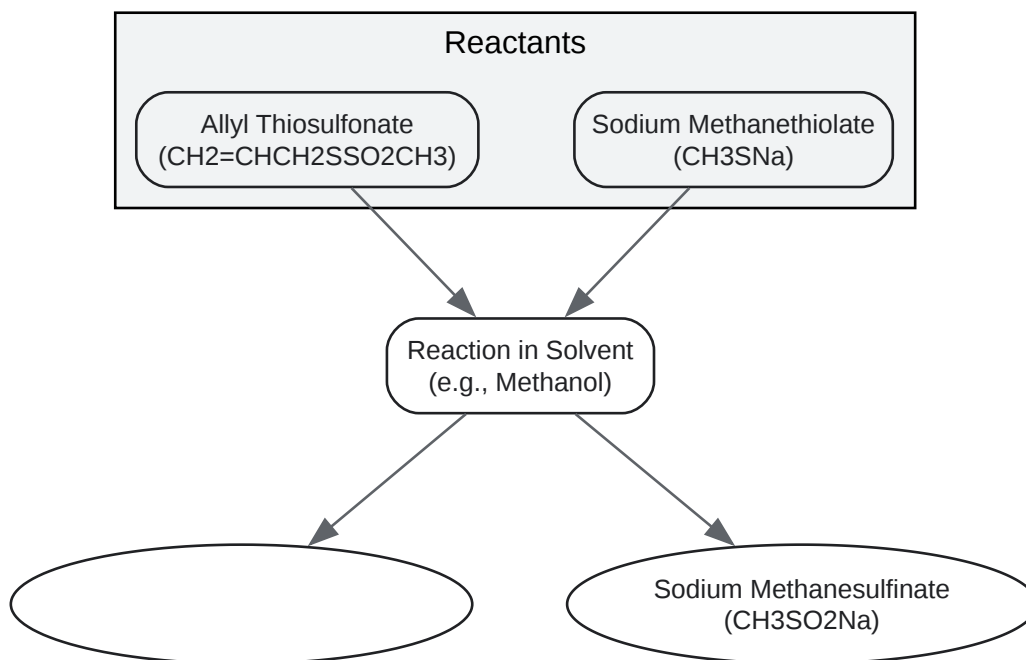 Reactants
Allyl Thiosulfonate
(CH2=CHCH2SSO2CH3)
Sodium Methanethiolate
(CH3SNa)
Reaction in Solvent
(e.g., Methanol)
Sodium Methanesulfinate
(CH3SO2Na)